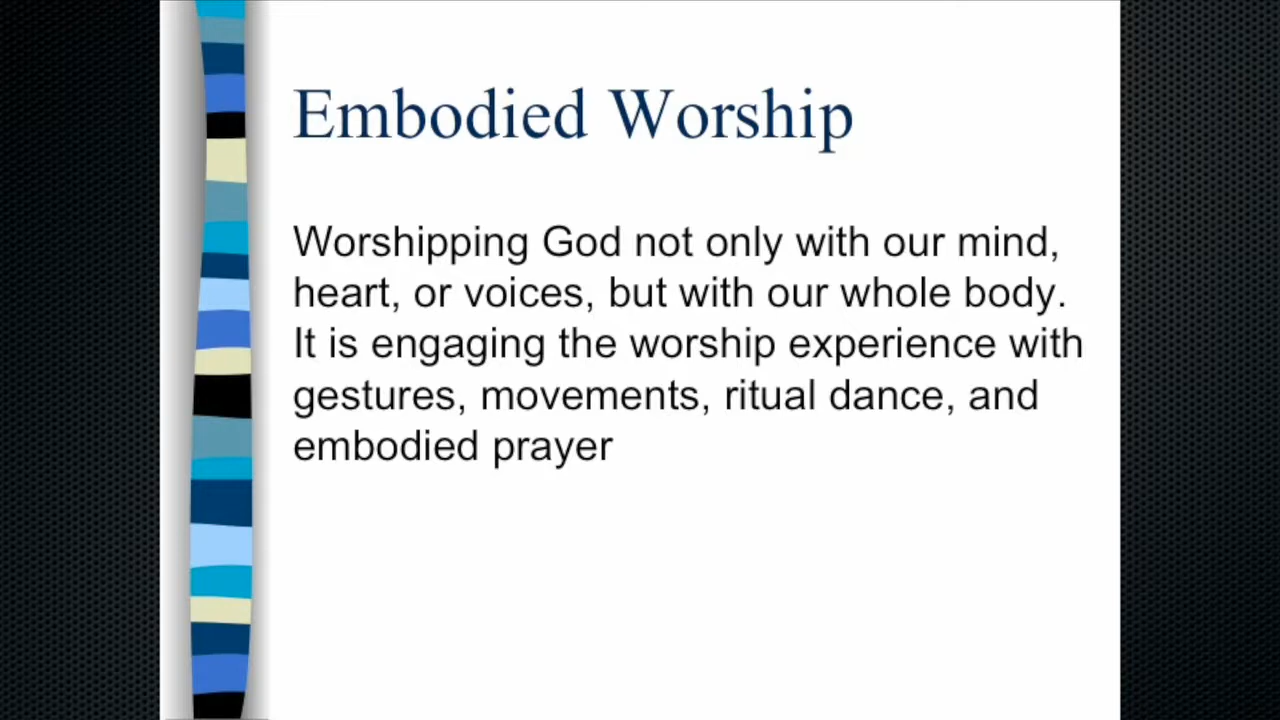 Embodied Worship
Worshipping God not only with our mind,
heart, or voices, but with our whole body.
It is engaging the worship experience with
gestures, movements, ritual dance, and
embodied prayer